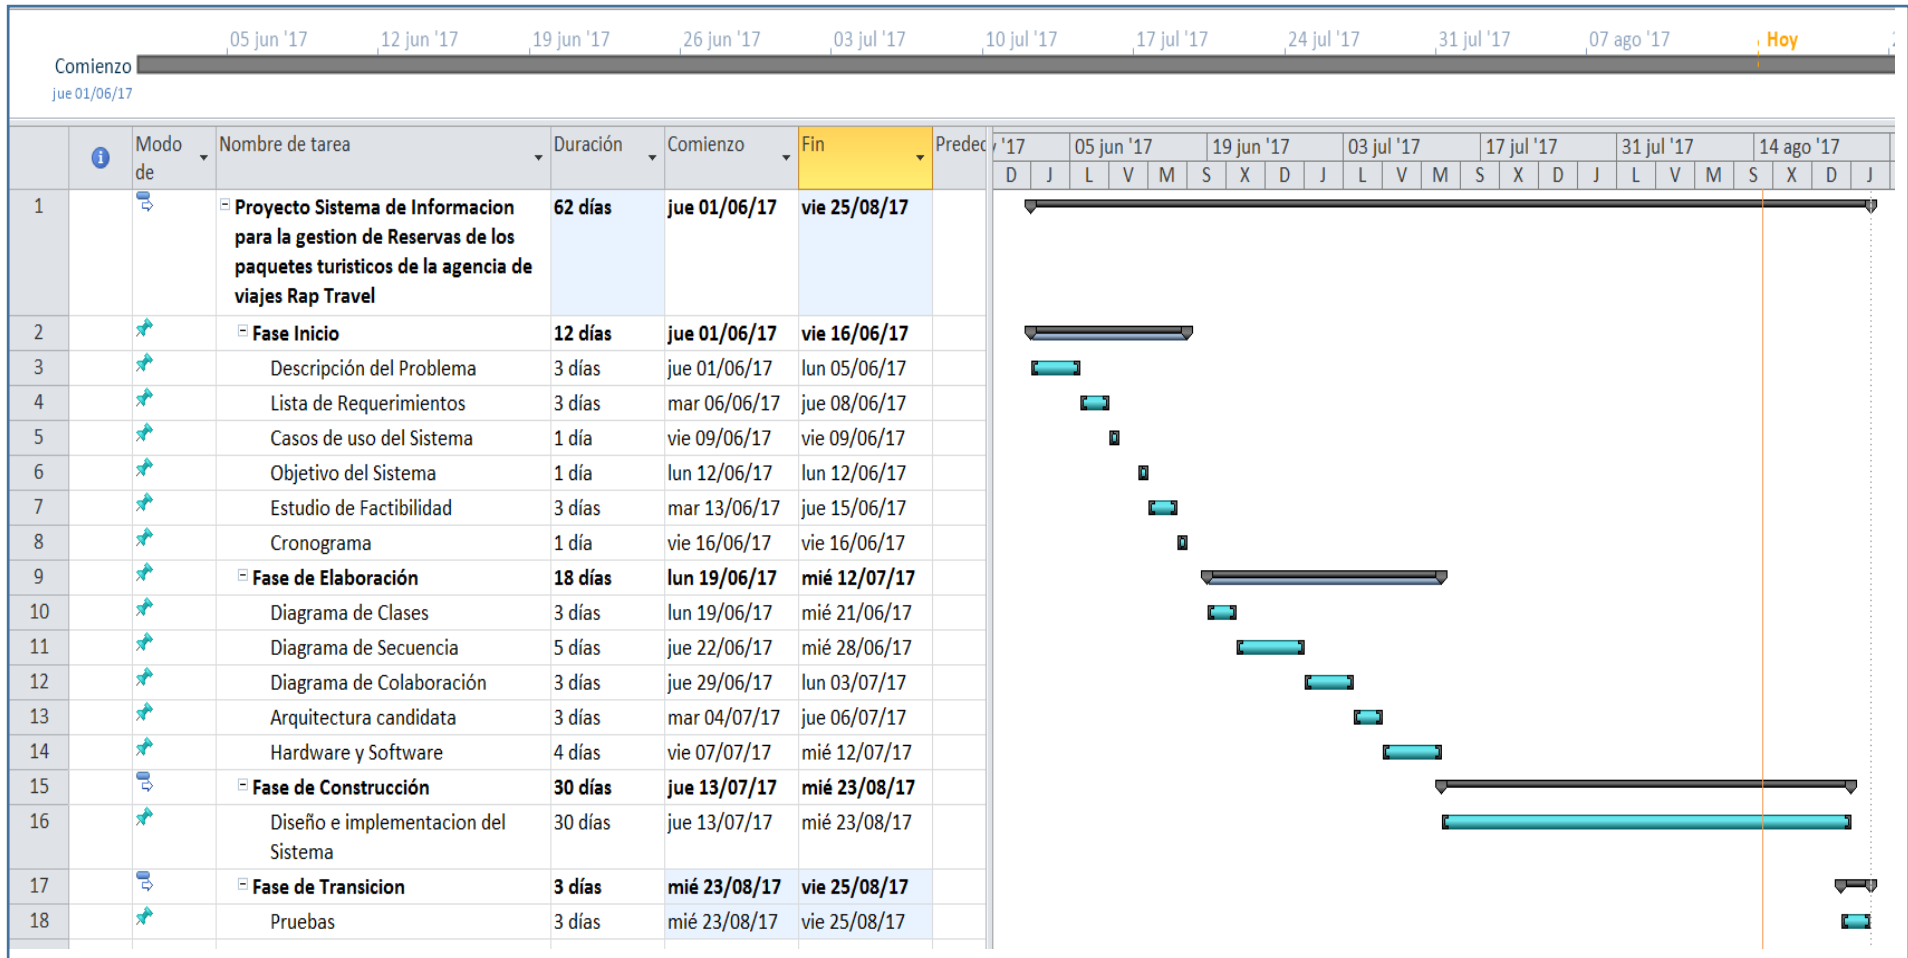 05 jun '17 12 jun '17 19 jun '17 26 jun '17 03 jul '17 10 jul '17 17 jul '17 24 jul '17 31 jul '17 07 ago '17 Hoy
Comienzo
jue 01/06/17
Modo de Nombre de tarea Duración Comienzo Fin Predec '17 05 jun '17 19 jun '17 03 jul '17 17 jul '17 31 jul '17 14 ago '17
D J L V M S X D J L V M S X D J L V M S X D J
1 Proyecto Sistema de Informacion 62 días jue 01/06/17 vie 25/08/17
para la gestion de Reservas de los
paquetes turisticos de la agencia de
viajes Rap Travel
2 Fase Inicio 12 días jue 01/06/17 vie 16/06/17
3 Descripción del Problema 3 días jue 01/06/17 lun 05/06/17
4 Lista de Requerimientos 3 días mar 06/06/17 jue 08/06/17
5 Casos de uso del Sistema 1 día vie 09/06/17 vie 09/06/17
6 Objetivo del Sistema 1 día lun 12/06/17 lun 12/06/17
7 Estudio de Factibilidad 3 días mar 13/06/17 jue 15/06/17
8 Cronograma 1 día vie 16/06/17 vie 16/06/17
9 Fase de Elaboración 18 días lun 19/06/17 mié 12/07/17
10 Diagrama de Clases 3 días lun 19/06/17 mié 21/06/17
11 Diagrama de Secuencia 5 días jue 22/06/17 mié 28/06/17
12 Diagrama de Colaboración 3 días jue 29/06/17 lun 03/07/17
13 Arquitectura candidata 3 días mar 04/07/17 jue 06/07/17
14 Hardware y Software 4 días vie 07/07/17 mié 12/07/17
15 Fase de Construcción 30 días jue 13/07/17 mié 23/08/17
16 Diseño e implementacion del 30 días jue 13/07/17 mié 23/08/17
Sistema
17 Fase de Transicion 3 días mié 23/08/17 vie 25/08/17
18 Pruebas 3 días mié 23/08/17 vie 25/08/17